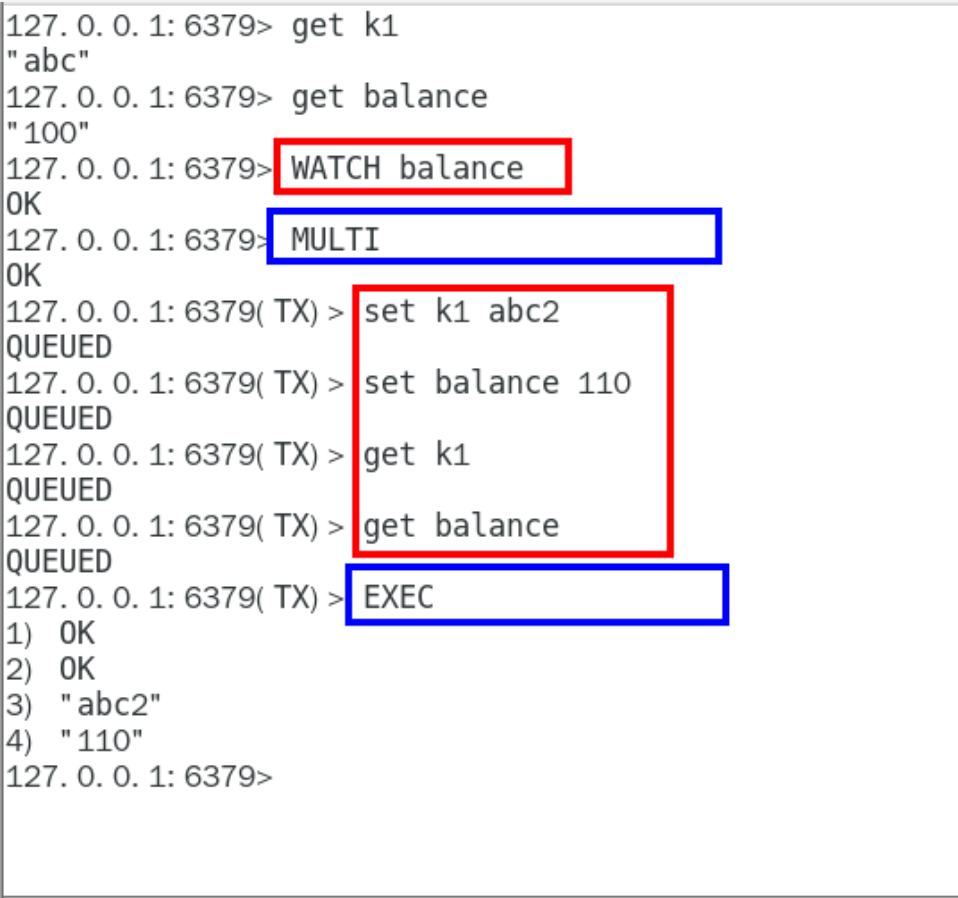 127.0.0.1:6379> get k1
"abc"
127.0.0.1:6379> get balance
"100"
127.0.0.1:6379> WATCH balance
OK
127.0.0.1:6379> MULTI
OK
127.0.0.1:6379(TX)> set k1 abc2
QUEUED
127.0.0.1:6379(TX)> set balance 110
QUEUED
127.0.0.1:6379(TX)> get k1
QUEUED
127.0.0.1:6379(TX)> get balance
QUEUED
127.0.0.1:6379(TX)> EXEC
1) OK
2) OK
3) "abc2"
4) "110"
127.0.0.1:6379>